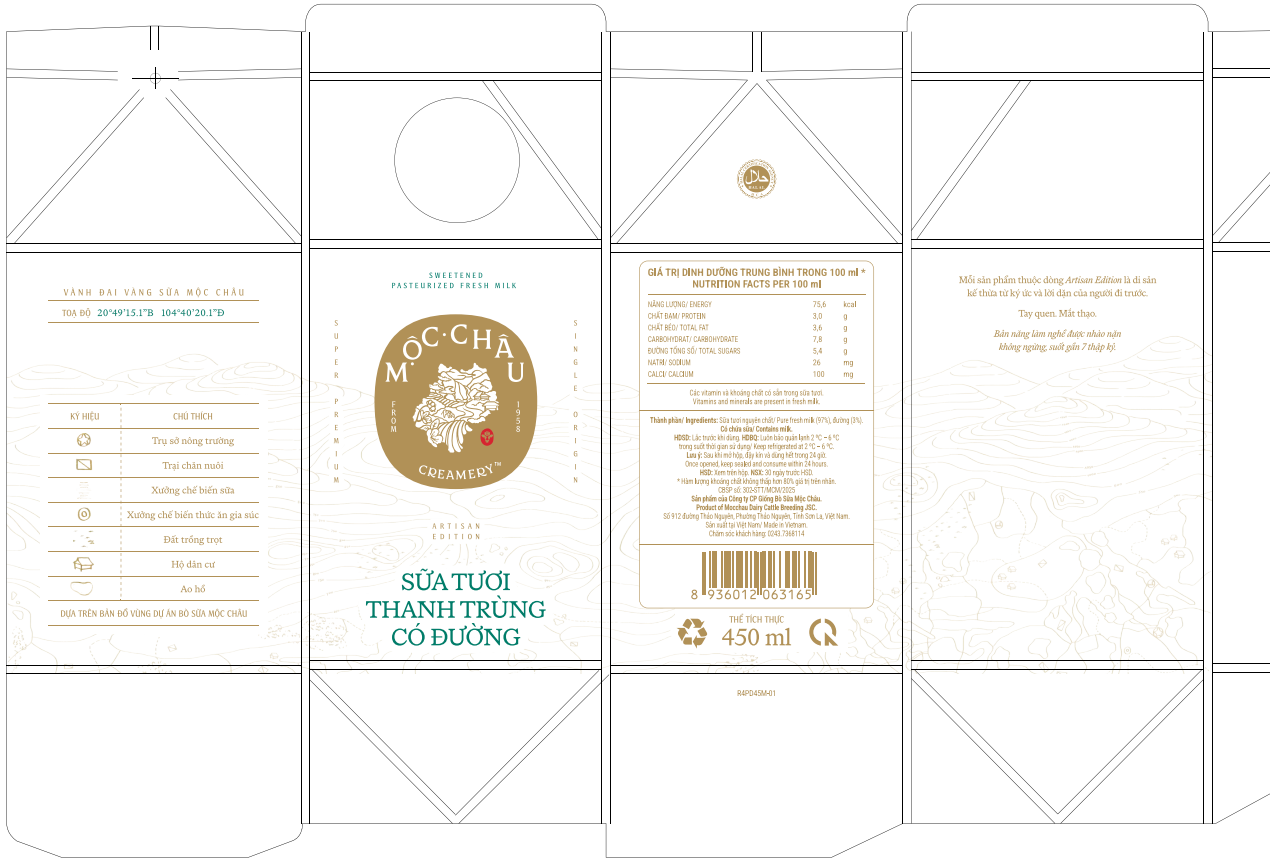 VÀNH ĐAI VÀNG SỮA MỘC CHÂU
TOẠ ĐỘ 20°49'15.1"B 104°40'20.1"Đ
KÝ HIỆU CHÚ THÍCH
Trụ sở nông trường
Trại chăn nuôi
Xưởng chế biến sữa
Xưởng chế biến thức ăn gia súc
Đất trồng trọt
Hộ dân cư
Ao hồ
DỰA TRÊN BẢN ĐỒ VÙNG DỰ ÁN BÒ SỮA MỘC CHÂU
SWEETENED
PASTEURIZED FRESH MILK
SUPER PREMIUM
SINGLE ORIGIN
MỘC·CHÂU
FROM
1958
CREAMERY™
ARTISAN
EDITION
SỮA TƯƠI
THANH TRÙNG
CÓ ĐƯỜNG
حلال
HALAL
GIÁ TRỊ DINH DƯỠNG TRUNG BÌNH TRONG 100 ml *
NUTRITION FACTS PER 100 ml
NĂNG LƯỢNG/ ENERGY 75,6 kcal
CHẤT ĐẠM/ PROTEIN 3,0 g
CHẤT BÉO/ TOTAL FAT 3,6 g
CARBOHYDRAT/ CARBOHYDRATE 7,8 g
ĐƯỜNG TỔNG SỐ/ TOTAL SUGARS 5,4 g
NATRI/ SODIUM 26 mg
CALCI/ CALCIUM 100 mg
Các vitamin và khoáng chất có sẵn trong sữa tươi.
Vitamins and minerals are present in fresh milk.
Thành phần/ Ingredients: Sữa tươi nguyên chất/ Pure fresh milk (97%), đường (3%).
Có chứa sữa/ Contains milk.
HDSD: Lắc trước khi dùng. HDBQ: Luôn bảo quản lạnh 2 °C – 6 °C
trong suốt thời gian sử dụng/ Keep refrigerated at 2 °C – 6 °C.
Lưu ý: Sau khi mở hộp, đậy kín và dùng hết trong 24 giờ.
Once opened, keep sealed and consume within 24 hours.
HSD: Xem trên hộp. NSX: 30 ngày trước HSD.
* Hàm lượng khoáng chất không thấp hơn 80% giá trị trên nhãn.
CBSP số: 302-STT/MCM/2025
Sản phẩm của Công ty CP Giống Bò Sữa Mộc Châu.
Product of Mocchau Dairy Cattle Breeding JSC.
Số 912 đường Thảo Nguyên, Phường Thảo Nguyên, Tỉnh Sơn La, Việt Nam.
Sản xuất tại Việt Nam/ Made in Vietnam.
Chăm sóc khách hàng: 0243.7368114
8 936012 063165
THỂ TÍCH THỰC
450 ml
R4PD45M-01
Mỗi sản phẩm thuộc dòng Artisan Edition là di sản
kế thừa từ ký ức và lời dặn của người đi trước.
Tay quen. Mắt thạo.
Bản năng làm nghề được nhào nặn
không ngừng, suốt gần 7 thập kỷ.
N